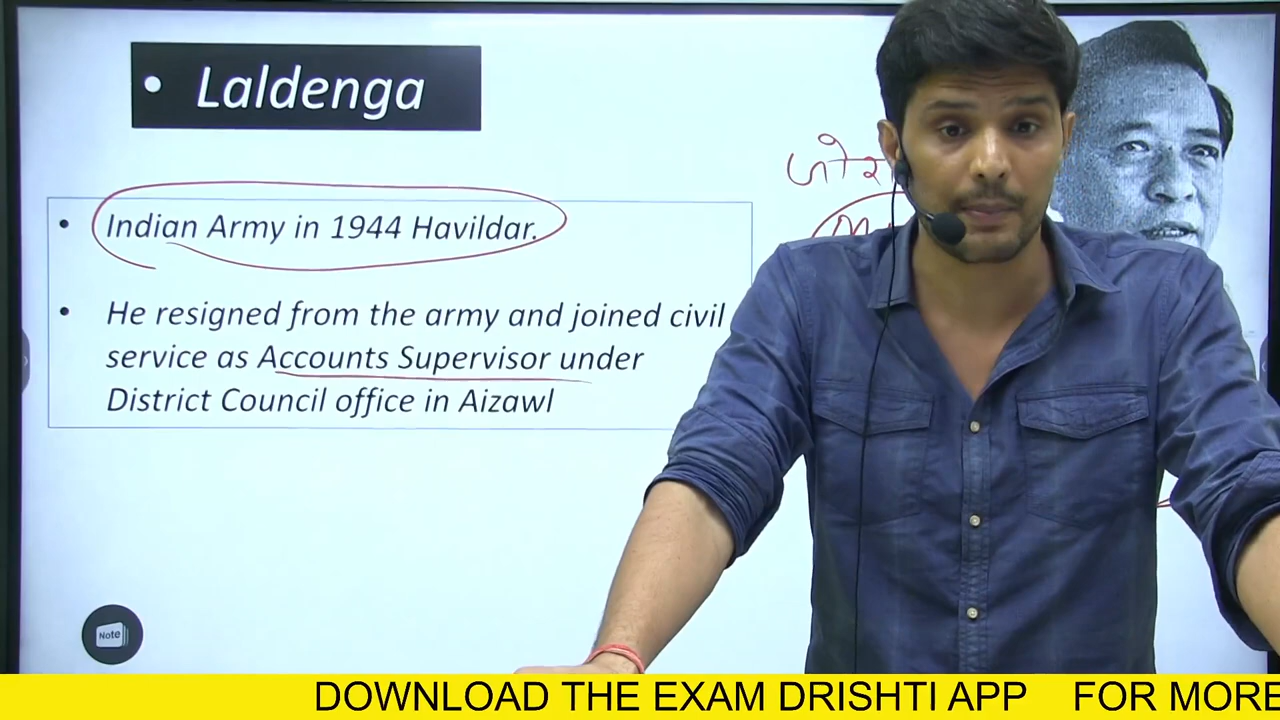 • Laldenga
• Indian Army in 1944 Havildar.
• He resigned from the army and joined civil
service as Accounts Supervisor under
District Council office in Aizawl
Note
DOWNLOAD THE EXAM DRISHTI APP FOR MORE